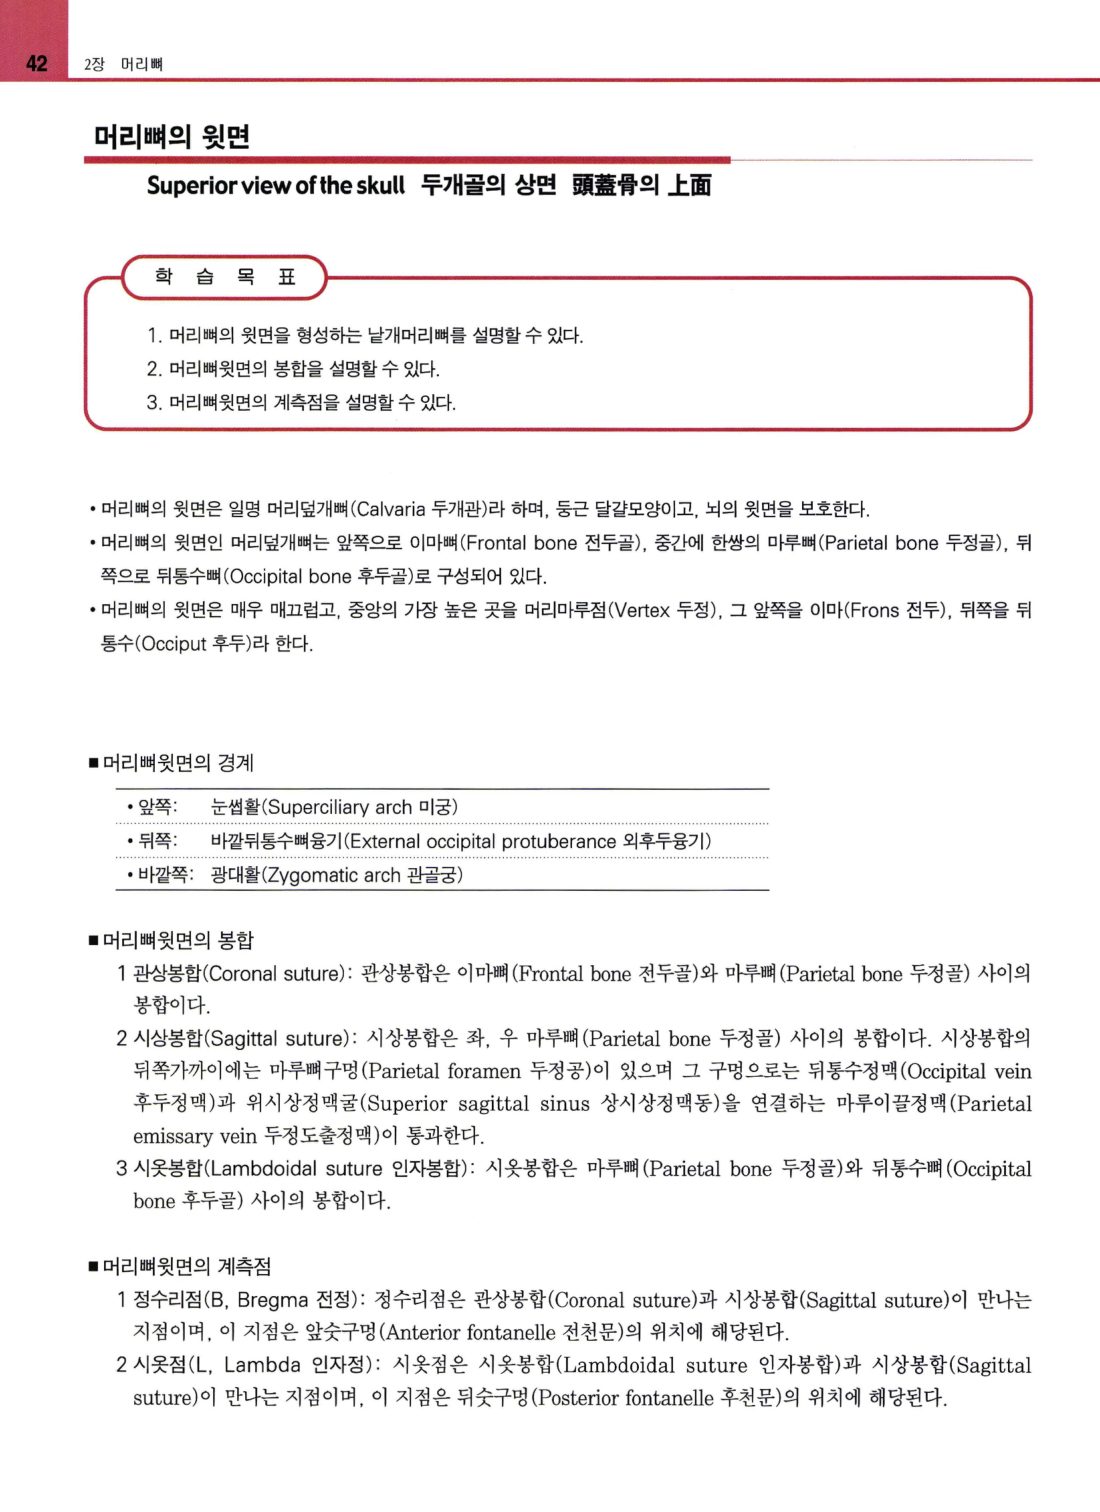 42
2장 머리뼈
머리뼈의 윗면
Superior view of the skull 두개골의 상면 頭蓋骨의 上面
학 습 목 표
1. 머리뼈의 윗면을 형성하는 낱개머리뼈를 설명할 수 있다.
2. 머리뼈윗면의 봉합을 설명할 수 있다.
3. 머리뼈윗면의 계측점을 설명할 수 있다.
• 머리뼈의 윗면은 일명 머리덮개뼈(Calvaria 두개관)라 하며, 둥근 달걀모양이고, 뇌의 윗면을 보호한다.
• 머리뼈의 윗면인 머리덮개뼈는 앞쪽으로 이마뼈(Frontal bone 전두골), 중간에 한쌍의 마루뼈(Parietal bone 두정골), 뒤
쪽으로 뒤통수뼈(Occipital bone 후두골)로 구성되어 있다.
• 머리뼈의 윗면은 매우 매끄럽고, 중앙의 가장 높은 곳을 머리마루점(Vertex 두정), 그 앞쪽을 이마(Frons 전두), 뒤쪽을 뒤
통수(Occiput 후두)라 한다.
■ 머리뼈윗면의 경계
• 앞쪽: 눈썹활(Superciliary arch 미궁)
• 뒤쪽: 바깥뒤통수뼈융기(External occipital protuberance 외후두융기)
• 바깥쪽: 광대활(Zygomatic arch 관골궁)
■ 머리뼈윗면의 봉합
1 관상봉합(Coronal suture): 관상봉합은 이마뼈(Frontal bone 전두골)와 마루뼈(Parietal bone 두정골) 사이의
봉합이다.
2 시상봉합(Sagittal suture): 시상봉합은 좌, 우 마루뼈(Parietal bone 두정골) 사이의 봉합이다. 시상봉합의
뒤쪽가까이에는 마루뼈구멍(Parietal foramen 두정공)이 있으며 그 구멍으로는 뒤통수정맥(Occipital vein
후두정맥)과 위시상정맥굴(Superior sagittal sinus 상시상정맥동)을 연결하는 마루이끌정맥(Parietal
emissary vein 두정도출정맥)이 통과한다.
3 시옷봉합(Lambdoidal suture 인자봉합): 시옷봉합은 마루뼈(Parietal bone 두정골)와 뒤통수뼈(Occipital
bone 후두골) 사이의 봉합이다.
■ 머리뼈윗면의 계측점
1 정수리점(B, Bregma 전정): 정수리점은 관상봉합(Coronal suture)과 시상봉합(Sagittal suture)이 만나는
지점이며, 이 지점은 앞숫구멍(Anterior fontanelle 전천문)의 위치에 해당된다.
2 시옷점(L, Lambda 인자정): 시옷점은 시옷봉합(Lambdoidal suture 인자봉합)과 시상봉합(Sagittal
suture)이 만나는 지점이며, 이 지점은 뒤숫구멍(Posterior fontanelle 후천문)의 위치에 해당된다.